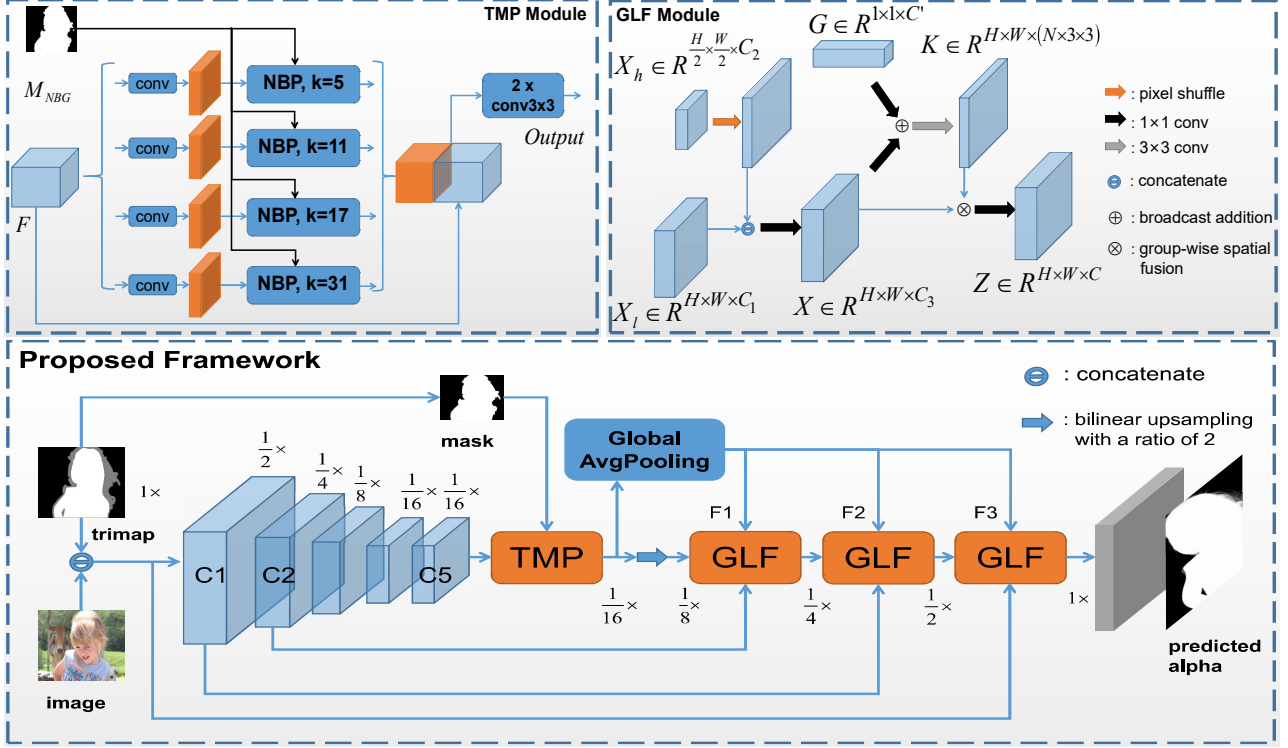 TMP Module
M_{NBG}
F
conv
NBP, k=5
conv
NBP, k=11
conv
NBP, k=17
conv
NBP, k=31
2 x
conv3x3
Output
GLF Module
X_h ∈ R^{\frac{H}{2}×\frac{W}{2}×C_2}
G ∈ R^{1×1×C'}
K ∈ R^{H×W×(N×3×3)}
X_l ∈ R^{H×W×C_1}
X ∈ R^{H×W×C_3}
Z ∈ R^{H×W×C}
: pixel shuffle
: 1×1 conv
: 3×3 conv
: concatenate
⊕ : broadcast addition
⊗ : group-wise spatial
fusion
Proposed Framework
trimap
image
1×
1/2 ×
1/4 ×
1/8 ×
1/16 ×
1/16 ×
C1
C2
C5
mask
TMP
Global
AvgPooling
F1
F2
F3
GLF
GLF
GLF
1/16 ×
1/8 ×
1/4 ×
1/2 ×
1×
: concatenate
: bilinear upsampling
with a ratio of 2
predicted
alpha